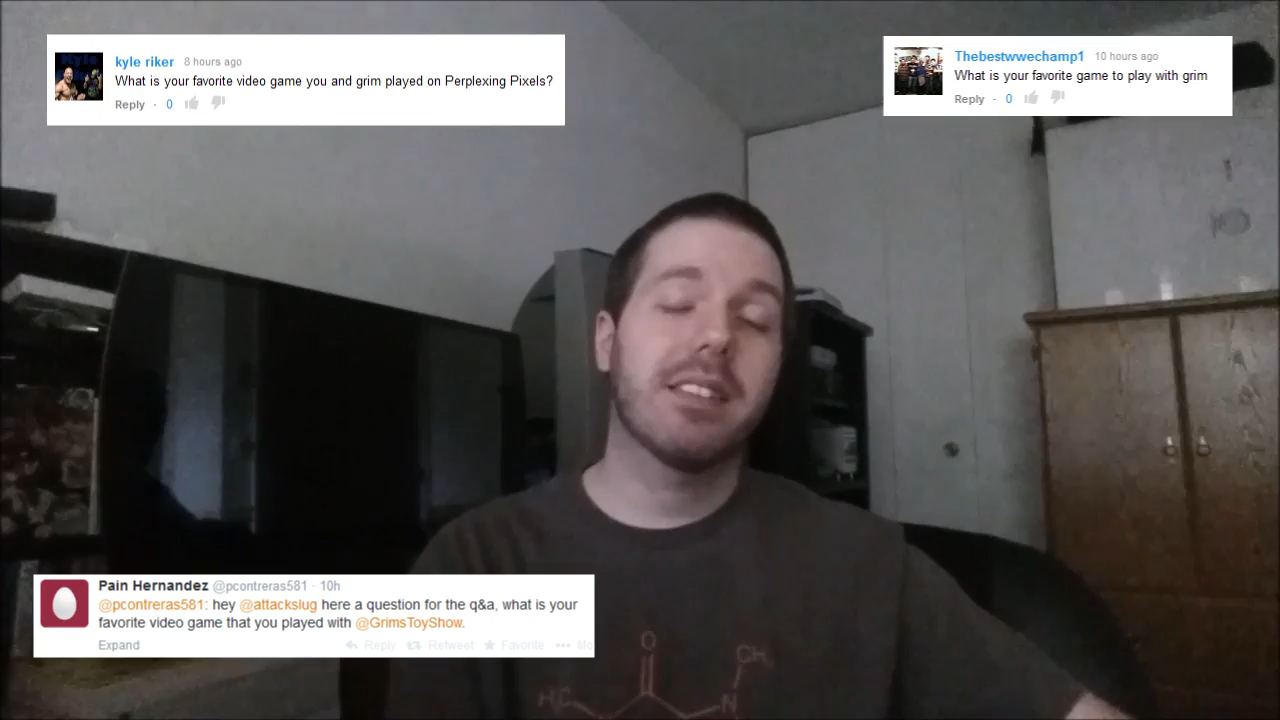 kyle riker 8 hours ago
What is your favorite video game you and grim played on Perplexing Pixels?
Reply · 0
Thebestwwechamp1 10 hours ago
What is your favorite game to play with grim
Reply · 0
Pain Hernandez @pcontreras581 · 10h
@pcontreras581: hey @attackslug here a question for the q&a, what is your
favorite video game that you played with @GrimsToyShow.
Expand Reply Retweet Favorite ••• Mo
O
CH₃
H₃C
N